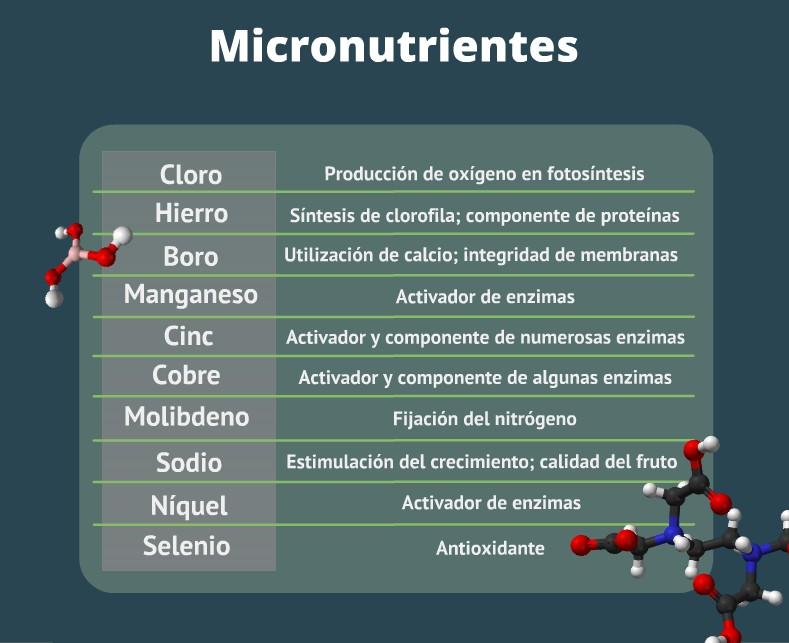 Micronutrientes
Cloro Producción de oxígeno en fotosíntesis
Hierro Síntesis de clorofila; componente de proteínas
Boro Utilización de calcio; integridad de membranas
Manganeso Activador de enzimas
Cinc Activador y componente de numerosas enzimas
Cobre Activador y componente de algunas enzimas
Molibdeno Fijación del nitrógeno
Sodio Estimulación del crecimiento; calidad del fruto
Níquel Activador de enzimas
Selenio Antioxidante